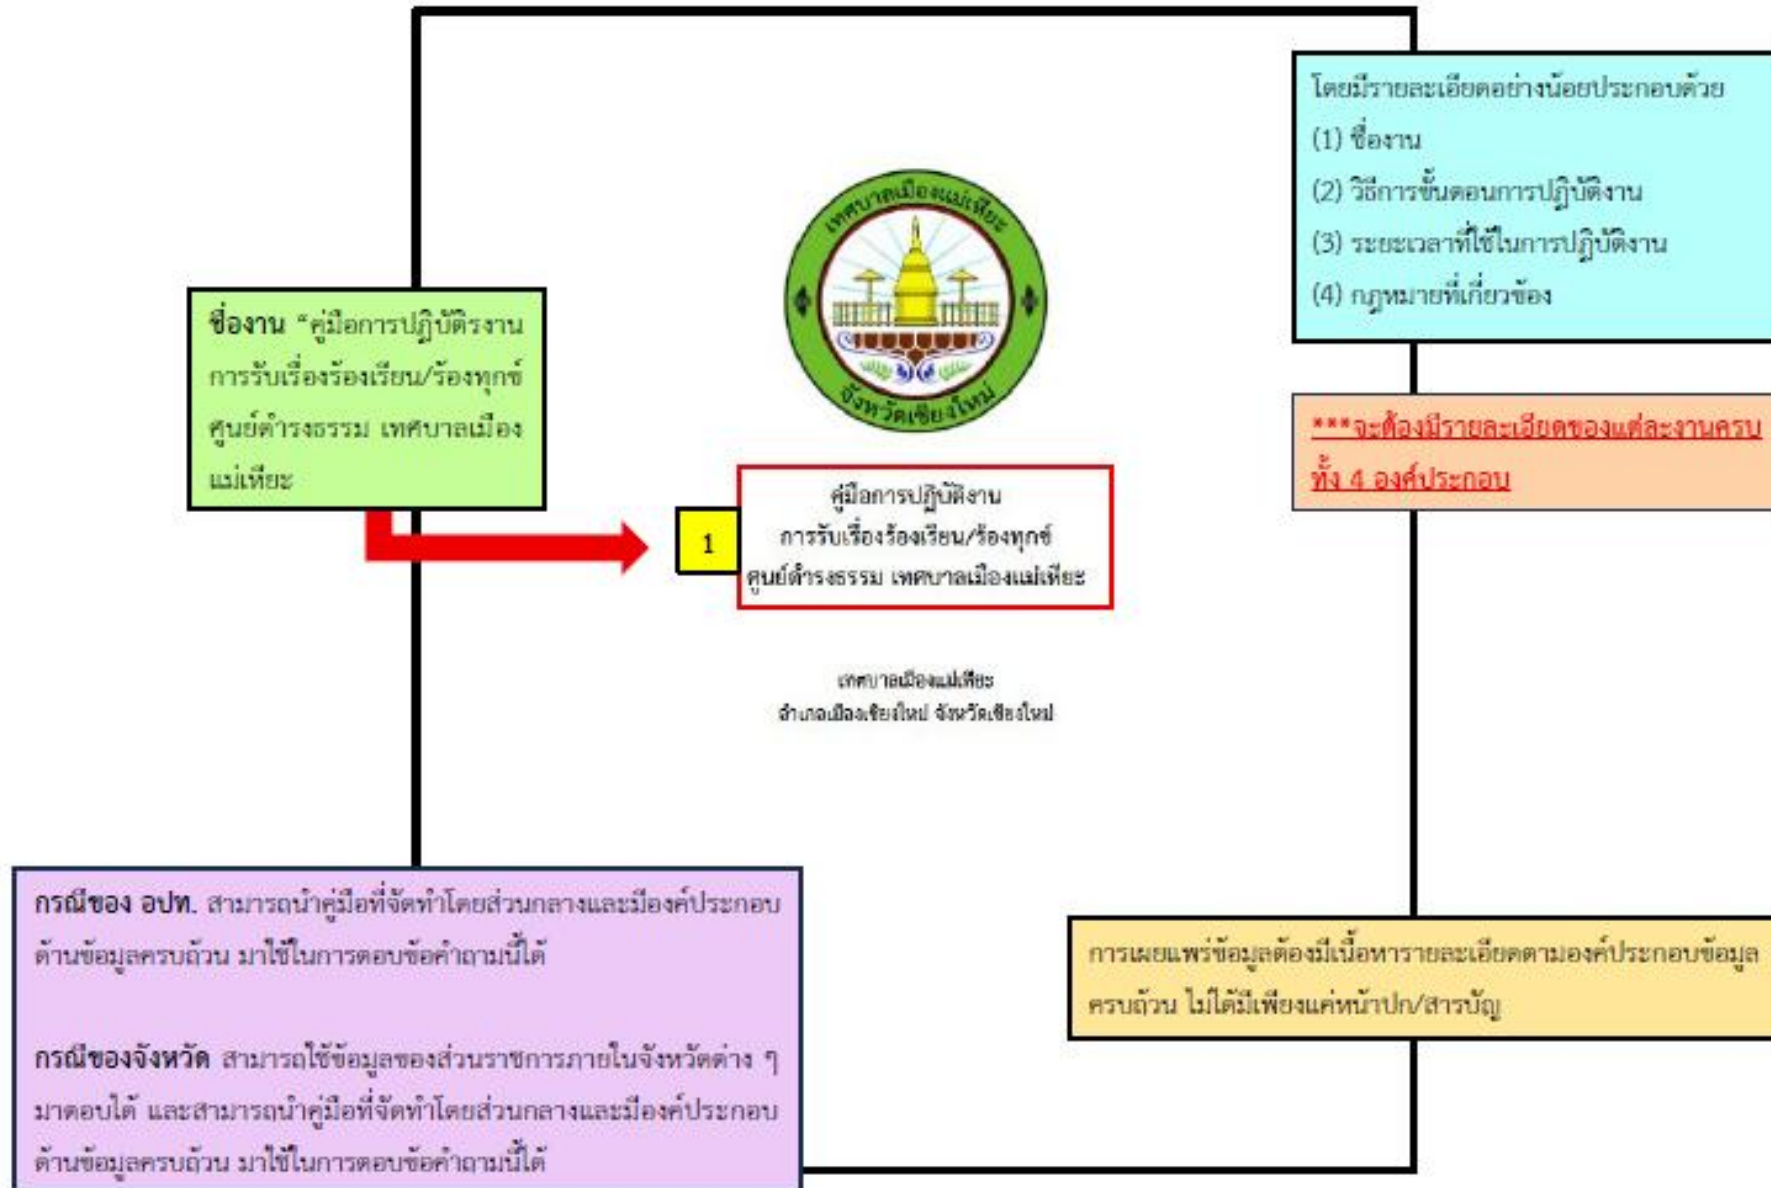 โดยมีรายละเอียดอย่างน้อยประกอบด้วย
(1) ชื่องาน
(2) วิธีการขั้นตอนการปฏิบัติงาน
(3) ระยะเวลาที่ใช้ในการปฏิบัติงาน
(4) กฎหมายที่เกี่ยวข้อง
เทศบาลเมืองแม่เหียะ
จังหวัดเชียงใหม่
ชื่องาน “คู่มือการปฏิบัติรงาน
การรับเรื่องร้องเรียน/ร้องทุกข์
ศูนย์ดำรงธรรม เทศบาลเมือง
แม่เหียะ
***จะต้องมีรายละเอียดของแต่ละงานครบ
ทั้ง 4 องค์ประกอบ
1
คู่มือการปฏิบัติงาน
การรับเรื่องร้องเรียน/ร้องทุกข์
ศูนย์ดำรงธรรม เทศบาลเมืองแม่เหียะ
เทศบาลเมืองแม่เหียะ
อำเภอเมืองเชียงใหม่ จังหวัดเชียงใหม่
กรณีของ อปท. สามารถนำคู่มือที่จัดทำโดยส่วนกลางและมีองค์ประกอบ
ด้านข้อมูลครบถ้วน มาใช้ในการตอบข้อคำถามนี้ได้
กรณีของจังหวัด สามารถใช้ข้อมูลของส่วนราชการภายในจังหวัดต่าง ๆ
มาตอบได้ และสามารถนำคู่มือที่จัดทำโดยส่วนกลางและมีองค์ประกอบ
ด้านข้อมูลครบถ้วน มาใช้ในการตอบข้อคำถามนี้ได้
การเผยแพร่ข้อมูลต้องมีเนื้อหารายละเอียดตามองค์ประกอบข้อมูล
ครบถ้วน ไม่ได้มีเพียงแค่หน้าปก/สารบัญ